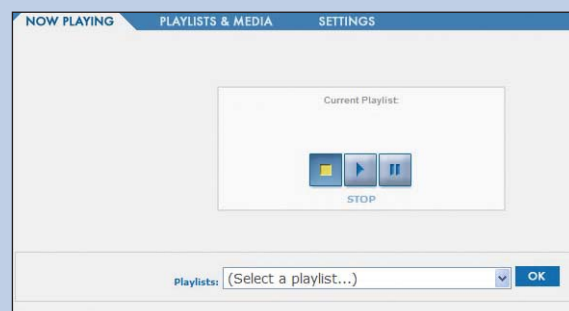 NOW PLAYING PLAYLISTS & MEDIA SETTINGS
Current Playlist:
STOP
Playlists: (Select a playlist...) OK